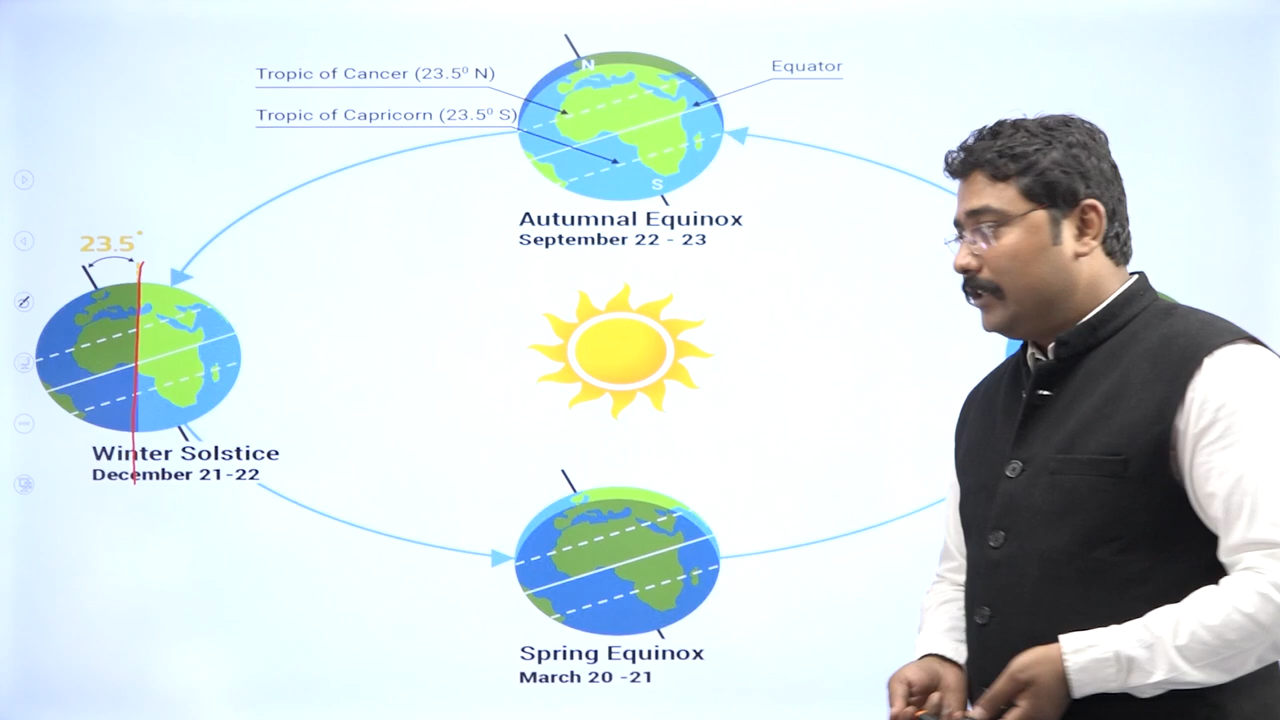 Tropic of Cancer (23.5⁰ N)
Tropic of Capricorn (23.5⁰ S)
Equator
N
S
Autumnal Equinox
September 22 - 23
23.5°
Winter Solstice
December 21-22
Spring Equinox
March 20 -21